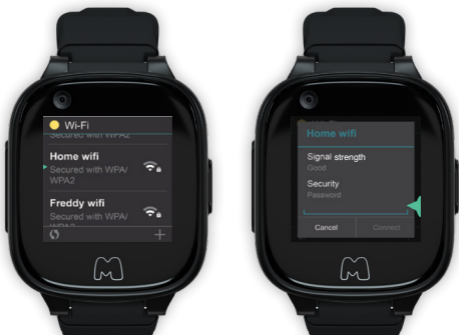 Wi-Fi
Secured with WPA2
Home wifi
Secured with WPA/
WPA2
Freddy wifi
Secured with WPA/
WPA2
Home wifi
Signal strength
Good
Security
Password
Cancel
Connect